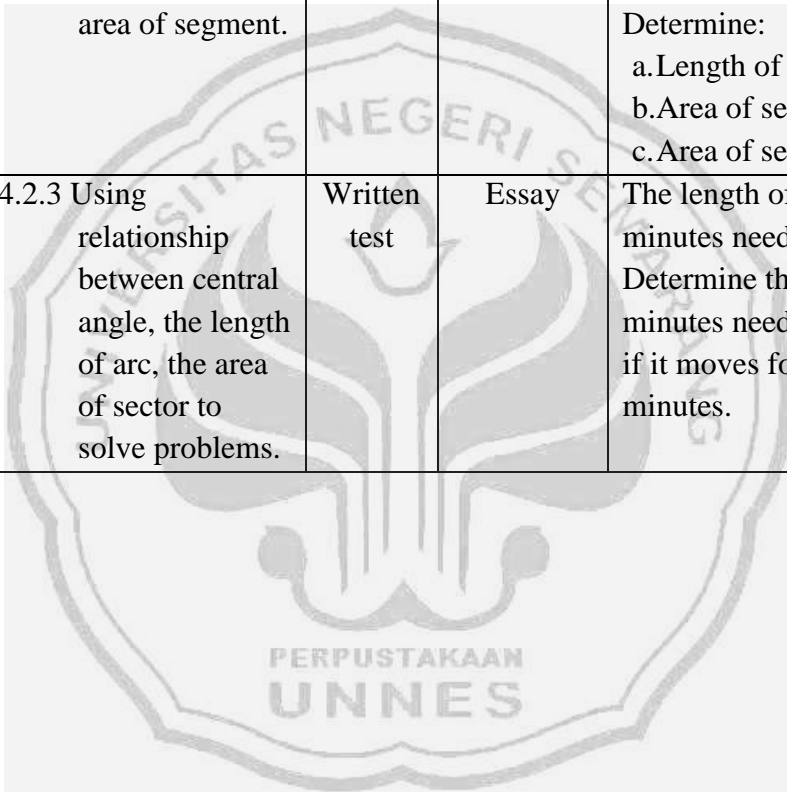 area of segment.
Determine:
a. Length of
b. Area of se
c. Area of se
4.2.3 Using
relationship
between central
angle, the length
of arc, the area
of sector to
solve problems.
Written
test
Essay
The length of
minutes need
Determine th
minutes need
if it moves fo
minutes.
UNIVERSITAS NEGERI SEMARANG
PERPUSTAKAAN
UNNES